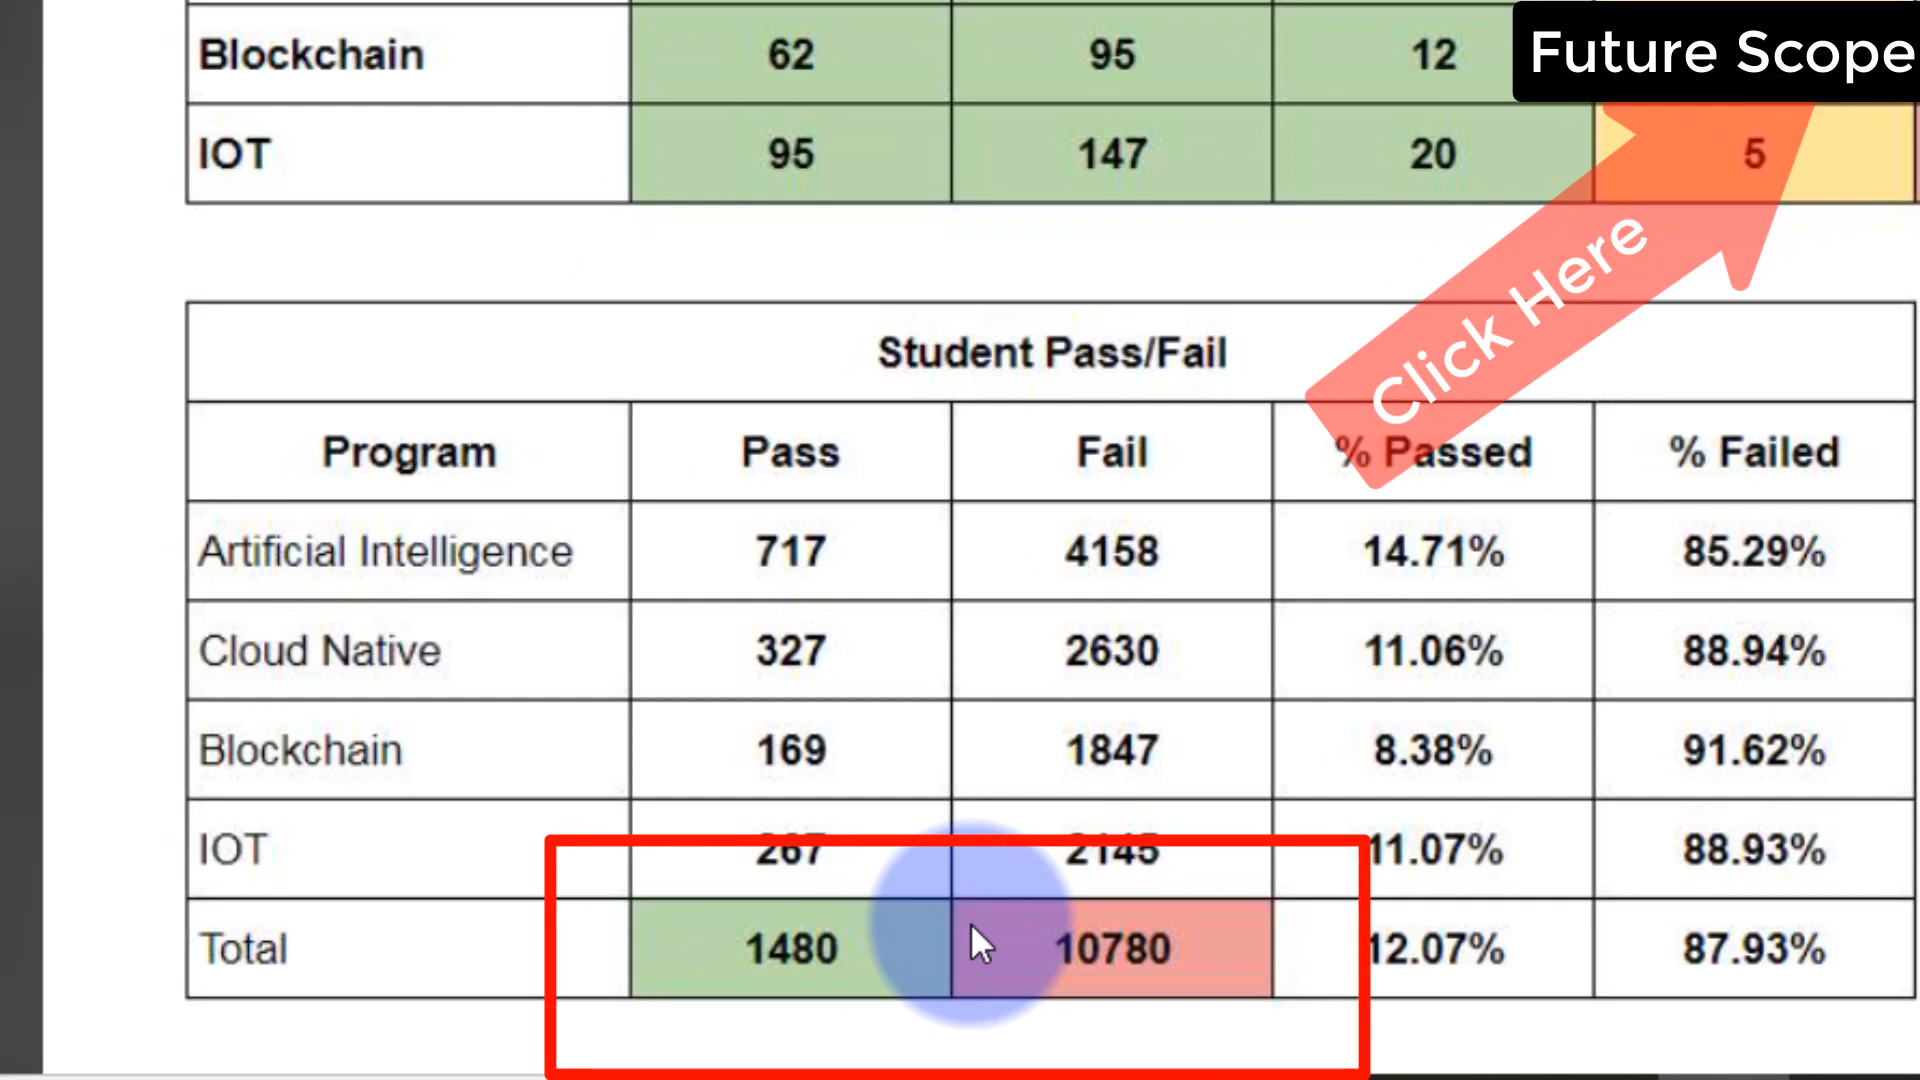 Blockchain 62 95 12
Future Scope
IOT 95 147 20 5
Click Here
Student Pass/Fail
Program Pass Fail % Passed % Failed
Artificial Intelligence 717 4158 14.71% 85.29%
Cloud Native 327 2630 11.06% 88.94%
Blockchain 169 1847 8.38% 91.62%
IOT 267 2145 11.07% 88.93%
Total 1480 10780 12.07% 87.93%